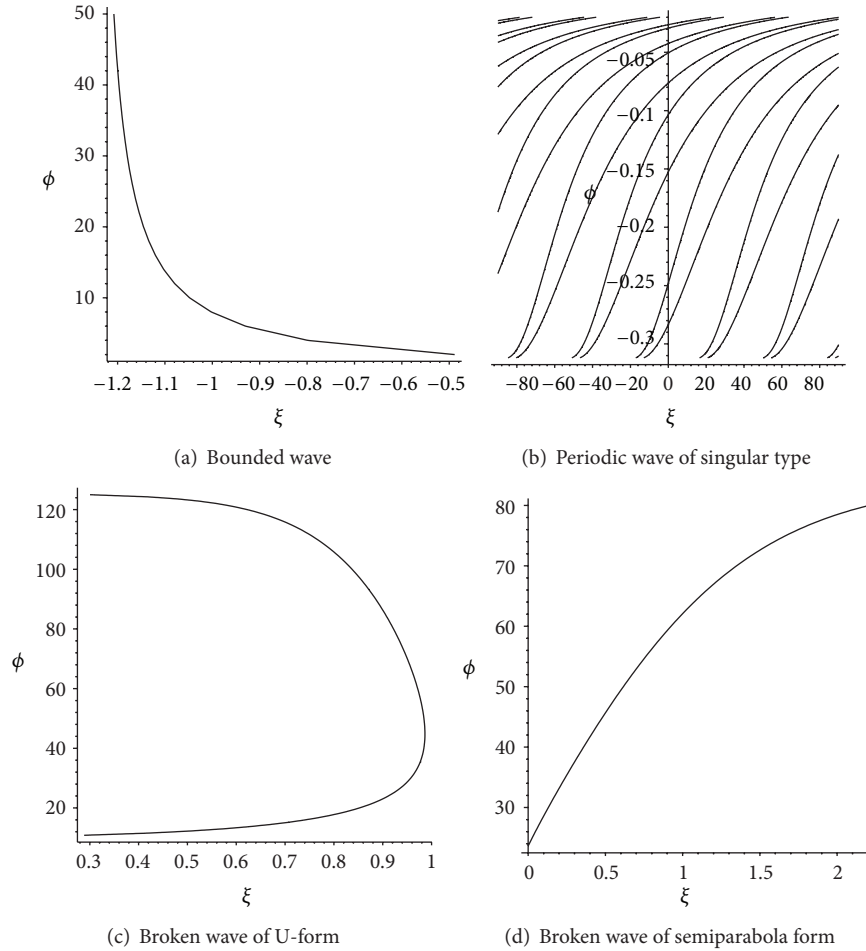 50
40
30
20
10
ϕ
−1.2 −1.1 −1 −0.9 −0.8 −0.7 −0.6 −0.5
ξ
(a) Bounded wave
−0.05
−0.1
−0.15
ϕ
−0.2
−0.25
−0.3
−80 −60 −40 −20 0 20 40 60 80
ξ
(b) Periodic wave of singular type
120
100
80
60
40
20
ϕ
0.3 0.4 0.5 0.6 0.7 0.8 0.9 1
ξ
(c) Broken wave of U-form
80
70
60
50
40
30
ϕ
0 0.5 1 1.5 2
ξ
(d) Broken wave of semiparabola form